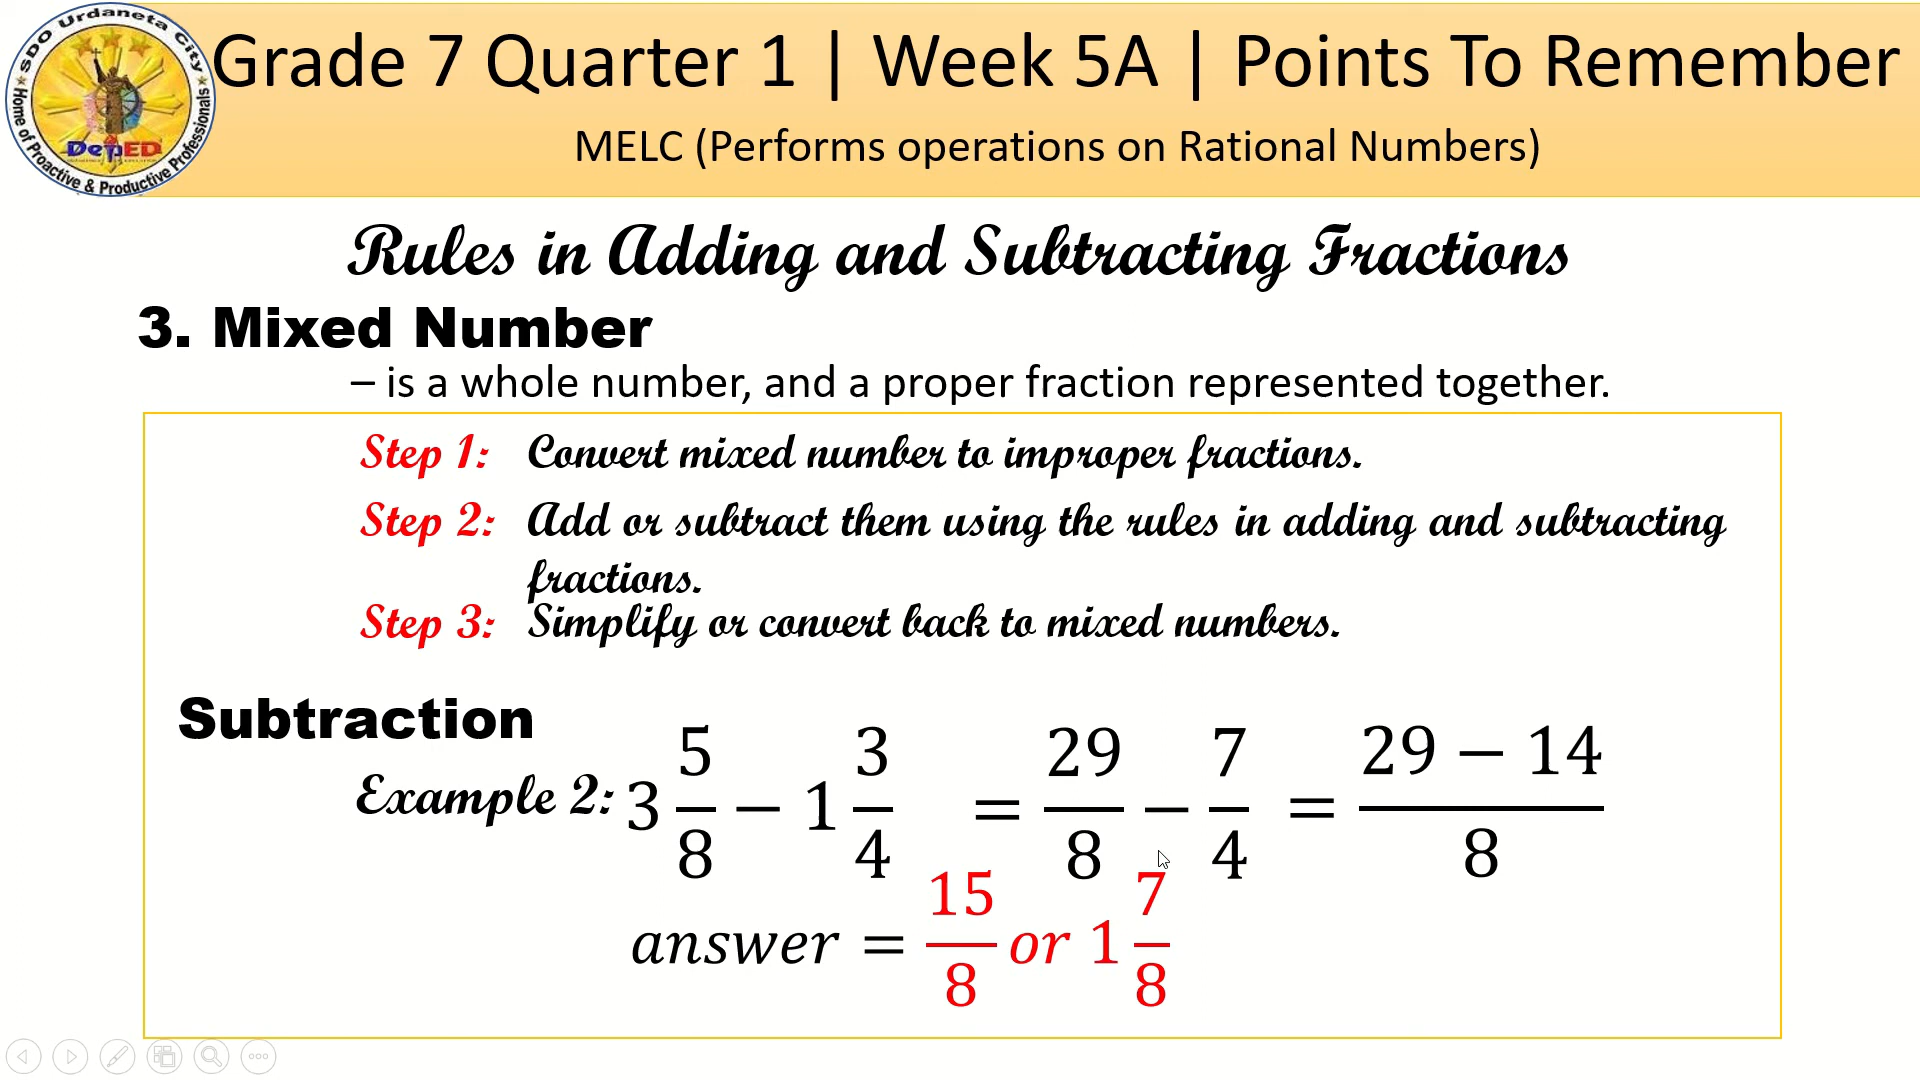 SDO Urdaneta City
Home of Proactive & Productive Professionals
DepED
Grade 7 Quarter 1 | Week 5A | Points To Remember
MELC (Performs operations on Rational Numbers)
Rules in Adding and Subtracting Fractions
3. Mixed Number
– is a whole number, and a proper fraction represented together.
Step 1: Convert mixed number to improper fractions.
Step 2: Add or subtract them using the rules in adding and subtracting
fractions.
Step 3: Simplify or convert back to mixed numbers.
Subtraction
Example 2: 3 5/8 − 1 3/4 = 29/8 − 7/4 = (29 − 14)/8
answer = 15/8 or 1 7/8